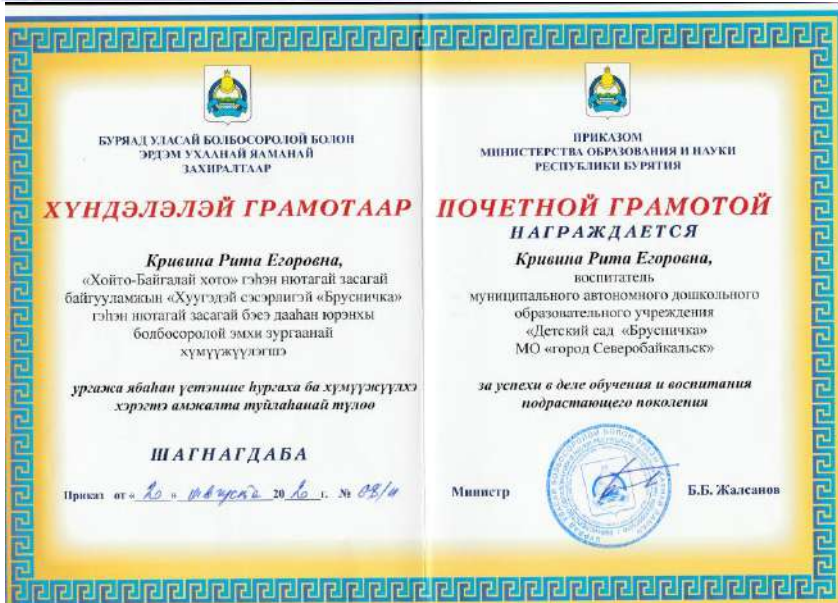 БУРЯАД УЛАСАЙ БОЛБОСОРОЛОЙ БОЛОН
ЭРДЭМ УХААНАЙ ЯАМАНАЙ
ЗАХИРАЛТААР
ХҮНДЭЛЭЛЭЙ ГРАМОТААР
Кривина Рита Егоровна,
«Хойто-Байгалай хото» гэһэн нютагай засагай
байгууламжын «Хүүгэдэй сэсэрлигэй «Брусничка»
гэһэн нютагай засагай бэеэ дааһан юрэнхы
болбосоролой эмхи зургаанай
хүмүүжүүлэгшэ
ургажа ябаһан үетэниие һургаха ба хүмүүжүүлхэ
хэрэгтэ амжалта туйлаһанай түлөө
ШАГНАГДАБА
Приказ от « 20 » августа 20 г. №
ПРИКАЗОМ
МИНИСТЕРСТВА ОБРАЗОВАНИЯ И НАУКИ
РЕСПУБЛИКИ БУРЯТИЯ
ПОЧЕТНОЙ ГРАМОТОЙ
НАГРАЖДАЕТСЯ
Кривина Рита Егоровна,
воспитатель
муниципального автономного дошкольного
образовательного учреждения
«Детский сад «Брусничка»
МО «город Северобайкальск»
за успехи в деле обучения и воспитания
подрастающего поколения
Министр Б.Б. Жалсанов